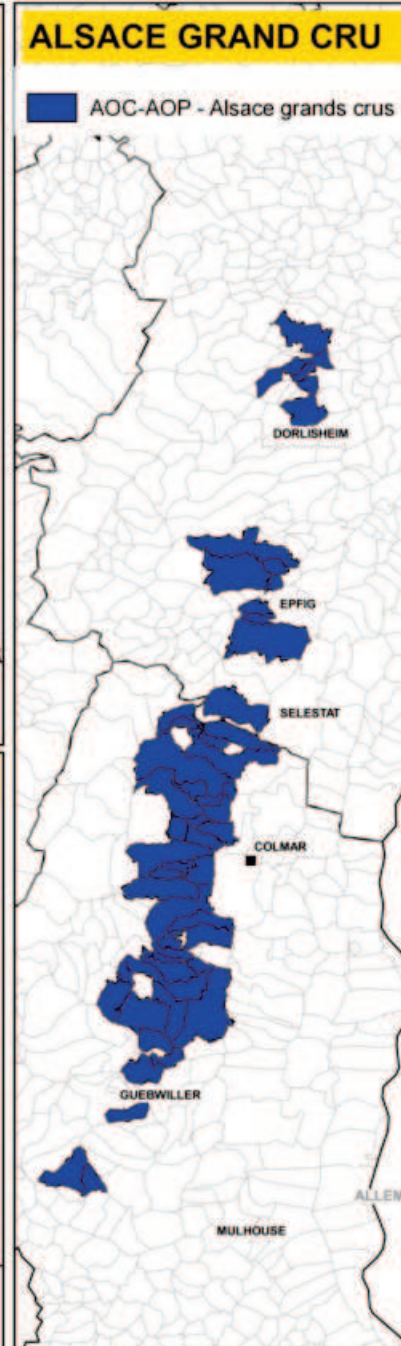 ALSACE GRAND CRU
AOC-AOP - Alsace grands crus
DORLISHEIM
EPFIG
SELESTAT
COLMAR
GUEBWILLER
ALLEM
MULHOUSE